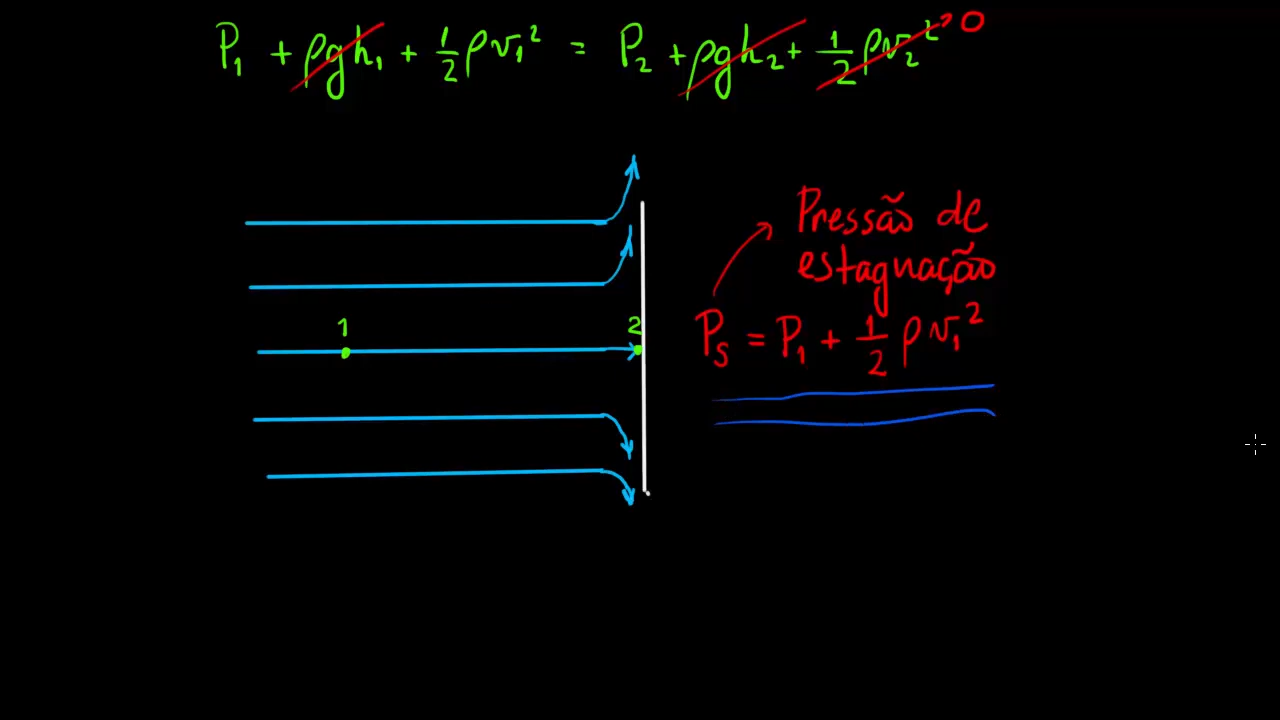 P₁ + ρgh₁ + ½ρv₁² = P₂ + ρgh₂ + ½ρv₂² → 0
Pressão de
estagnação
1
2
Pₛ = P₁ + ½ρv₁²